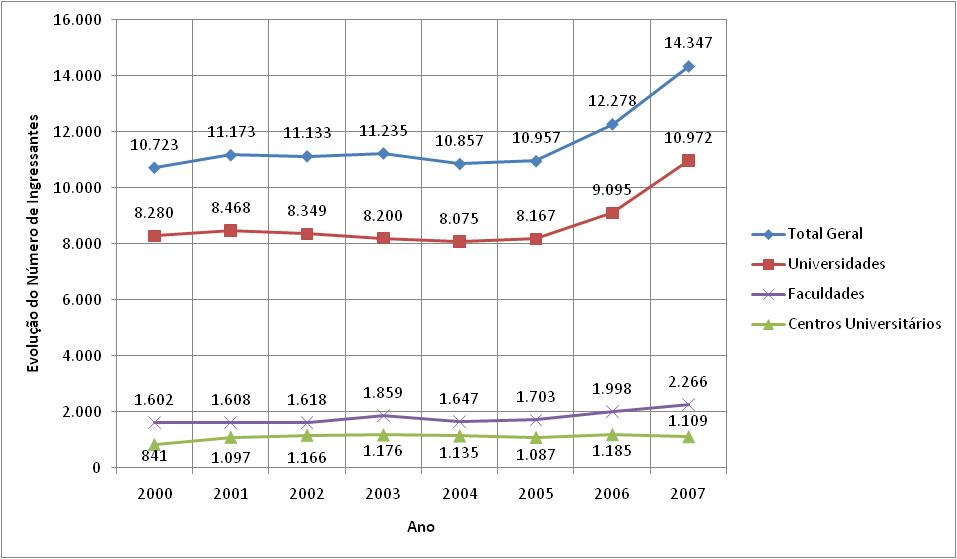 Evolução do Número de Ingressantes
16.000
14.000
12.000
10.000
8.000
6.000
4.000
2.000
0
10.723 11.173 11.133 11.235 10.857 10.957 12.278 14.347
8.280 8.468 8.349 8.200 8.075 8.167 9.095 10.972
1.602 1.608 1.618 1.859 1.647 1.703 1.998 2.266
841 1.097 1.166 1.176 1.135 1.087 1.185 1.109
2000 2001 2002 2003 2004 2005 2006 2007
Ano
Total Geral
Universidades
Faculdades
Centros Universitários